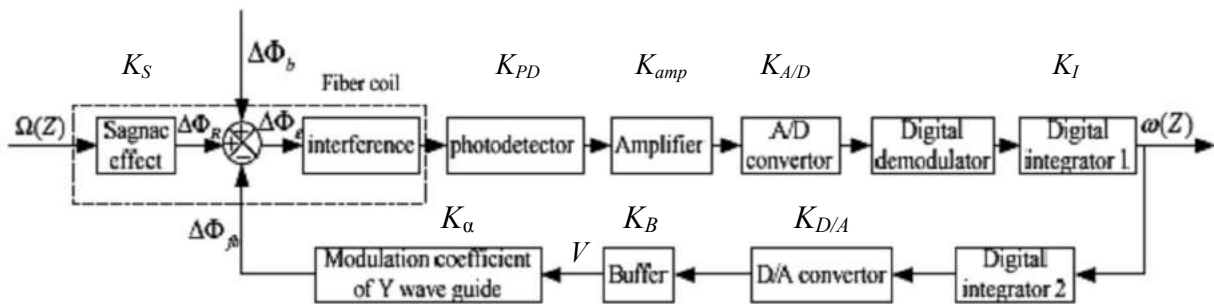 ΔΦ_b
K_S
K_PD
K_amp
K_A/D
K_I
Fiber coil
Ω(Z)
Sagnac
effect
ΔΦ_R
ΔΦ_e
interference
photodetector
Amplifier
A/D
convertor
Digital
demodulator
Digital
integrator 1
ω(Z)
ΔΦ_fb
K_α
K_B
K_D/A
Modulation coefficient
of Y wave guide
V
Buffer
D/A convertor
Digital
integrator 2